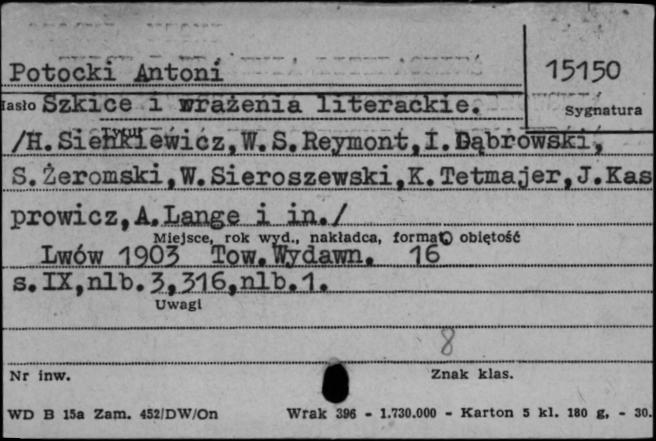 Potocki Antoni
15150
Hasło Szkice i wrażenia literackie.
Sygnatura
Tytuł
/H.Sienkiewicz,W.S.Reymont,I.Dąbrowski,
S.Żeromski,W.Sieroszewski,K.Tetmajer,J.Kas
prowicz,A.Lange i in./
Miejsce, rok wyd., nakładca, format, objętość
Lwów 1903 Tow.Wydawn. 16°
s.IX,nlb.3,316,nlb.1.
Uwagi
8
Nr inw.
Znak klas.
WD B 15a Zam. 452/DW/On Wrak 396 - 1.730.000 - Karton 5 kl. 180 g, - 30.